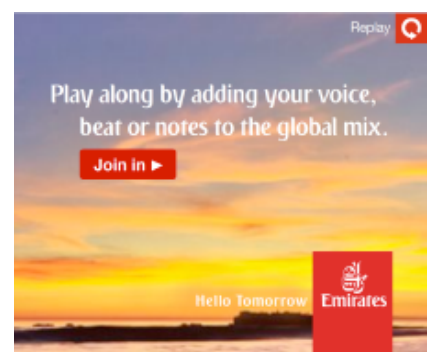 Replay
Play along by adding your voice,
beat or notes to the global mix.
Join in ►
Hello Tomorrow
Emirates